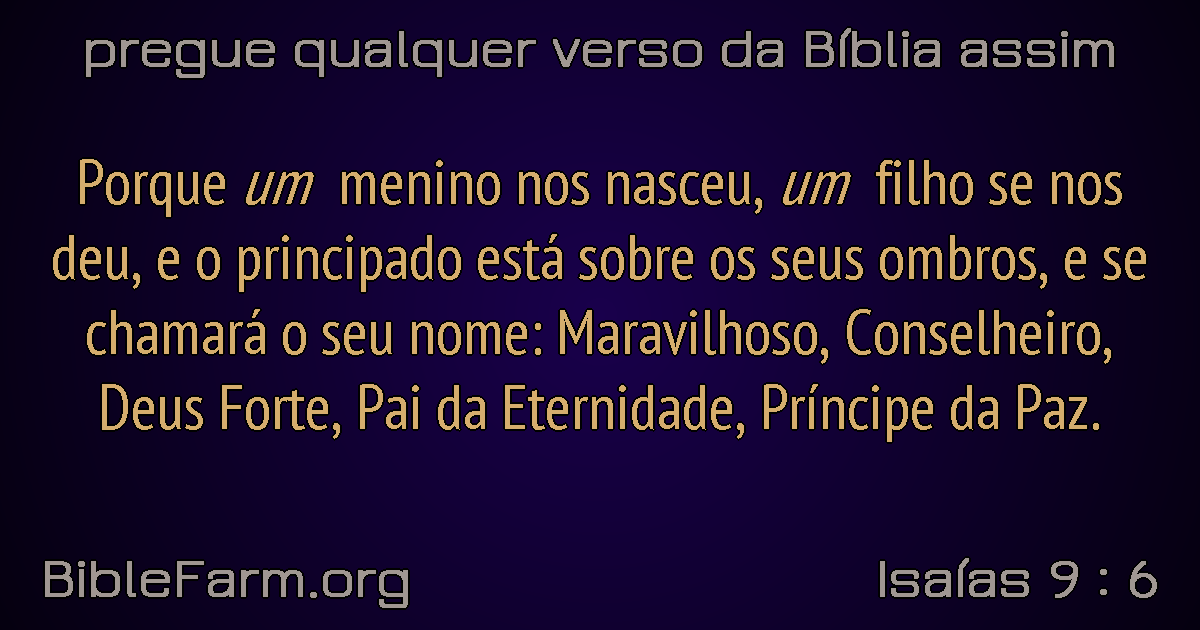 pregue qualquer verso da Bíblia assim
Porque um menino nos nasceu, um filho se nos
deu, e o principado está sobre os seus ombros, e se
chamará o seu nome: Maravilhoso, Conselheiro,
Deus Forte, Pai da Eternidade, Príncipe da Paz.
BibleFarm.org
Isaías 9 : 6